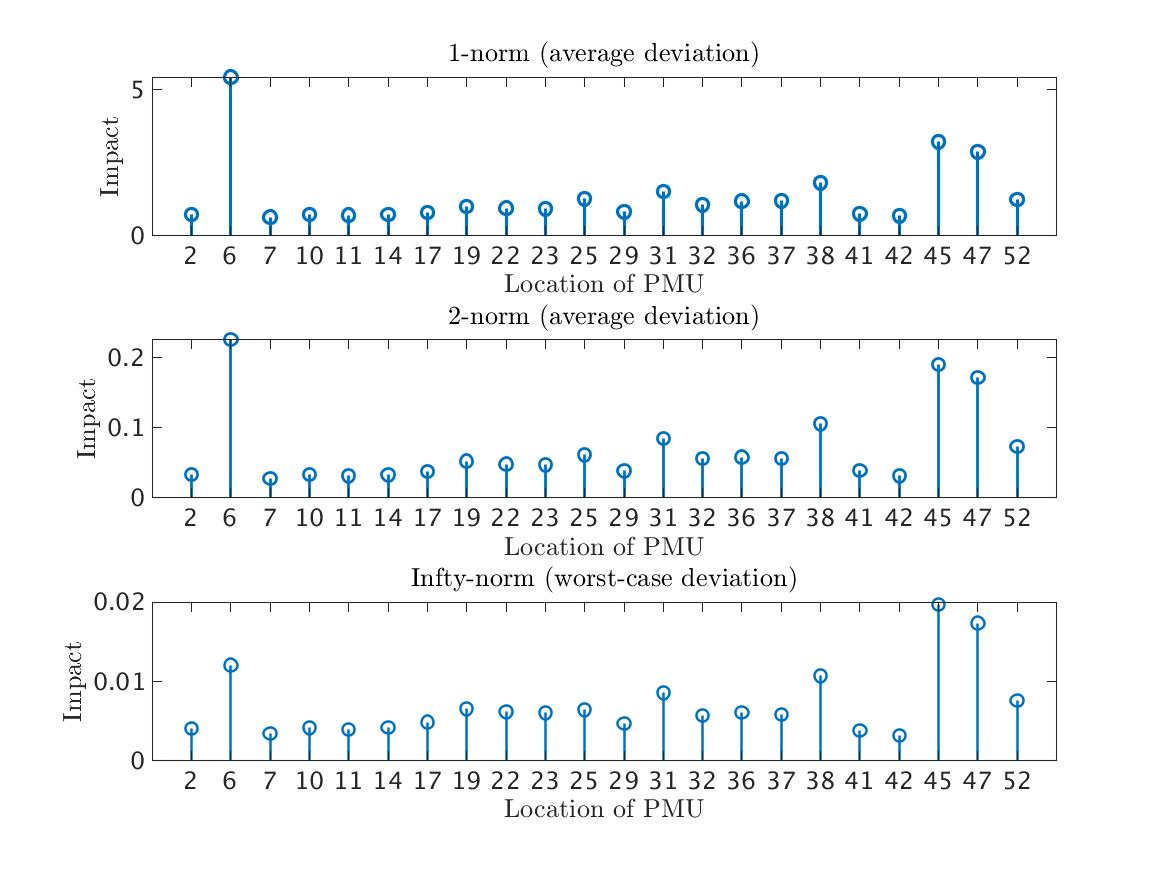 1-norm (average deviation)
5
Impact
0
2 6 7 10 11 14 17 19 22 23 25 29 31 32 36 37 38 41 42 45 47 52
Location of PMU
2-norm (average deviation)
0.2
Impact
0.1
0
2 6 7 10 11 14 17 19 22 23 25 29 31 32 36 37 38 41 42 45 47 52
Location of PMU
Infty-norm (worst-case deviation)
0.02
Impact
0.01
0
2 6 7 10 11 14 17 19 22 23 25 29 31 32 36 37 38 41 42 45 47 52
Location of PMU